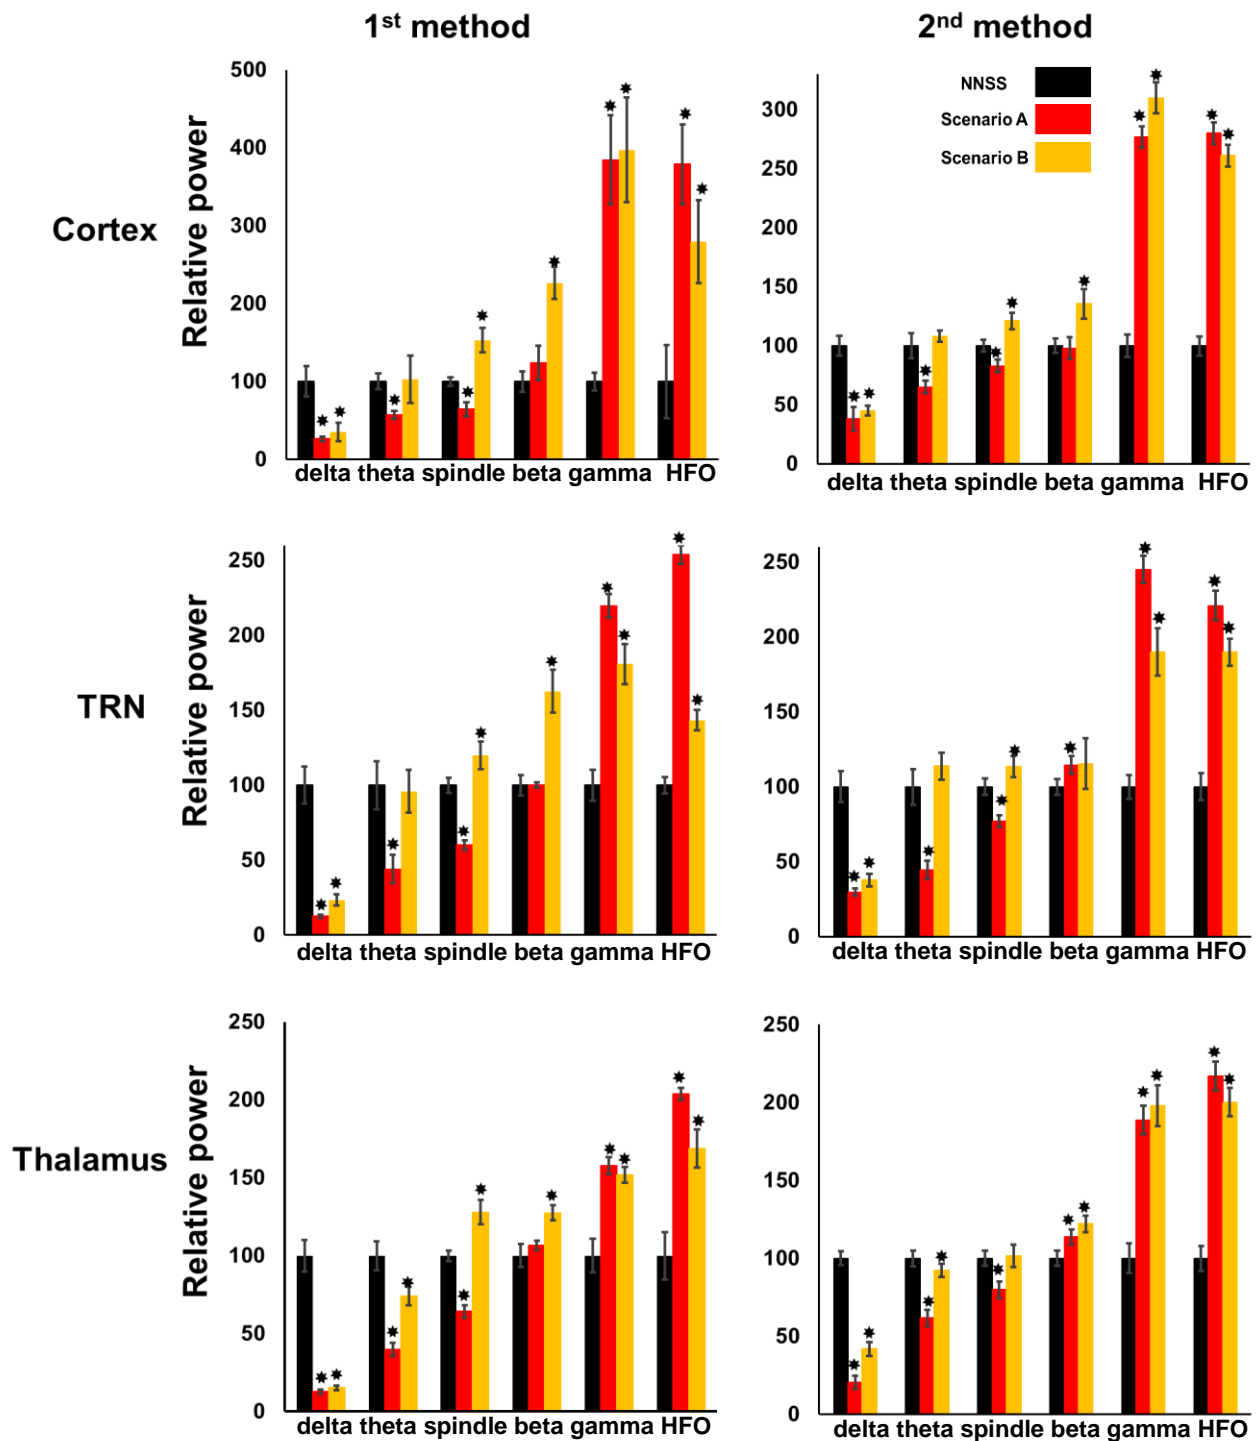 1st method
2nd method
Cortex
Relative power
500
400
300
200
100
0
delta theta spindle beta gamma HFO
300
250
200
150
100
50
0
NNSS
Scenario A
Scenario B
delta theta spindle beta gamma HFO
TRN
Relative power
250
200
150
100
50
0
delta theta spindle beta gamma HFO
250
200
150
100
50
0
delta theta spindle beta gamma HFO
Thalamus
Relative power
250
200
150
100
50
0
delta theta spindle beta gamma HFO
250
200
150
100
50
0
delta theta spindle beta gamma HFO